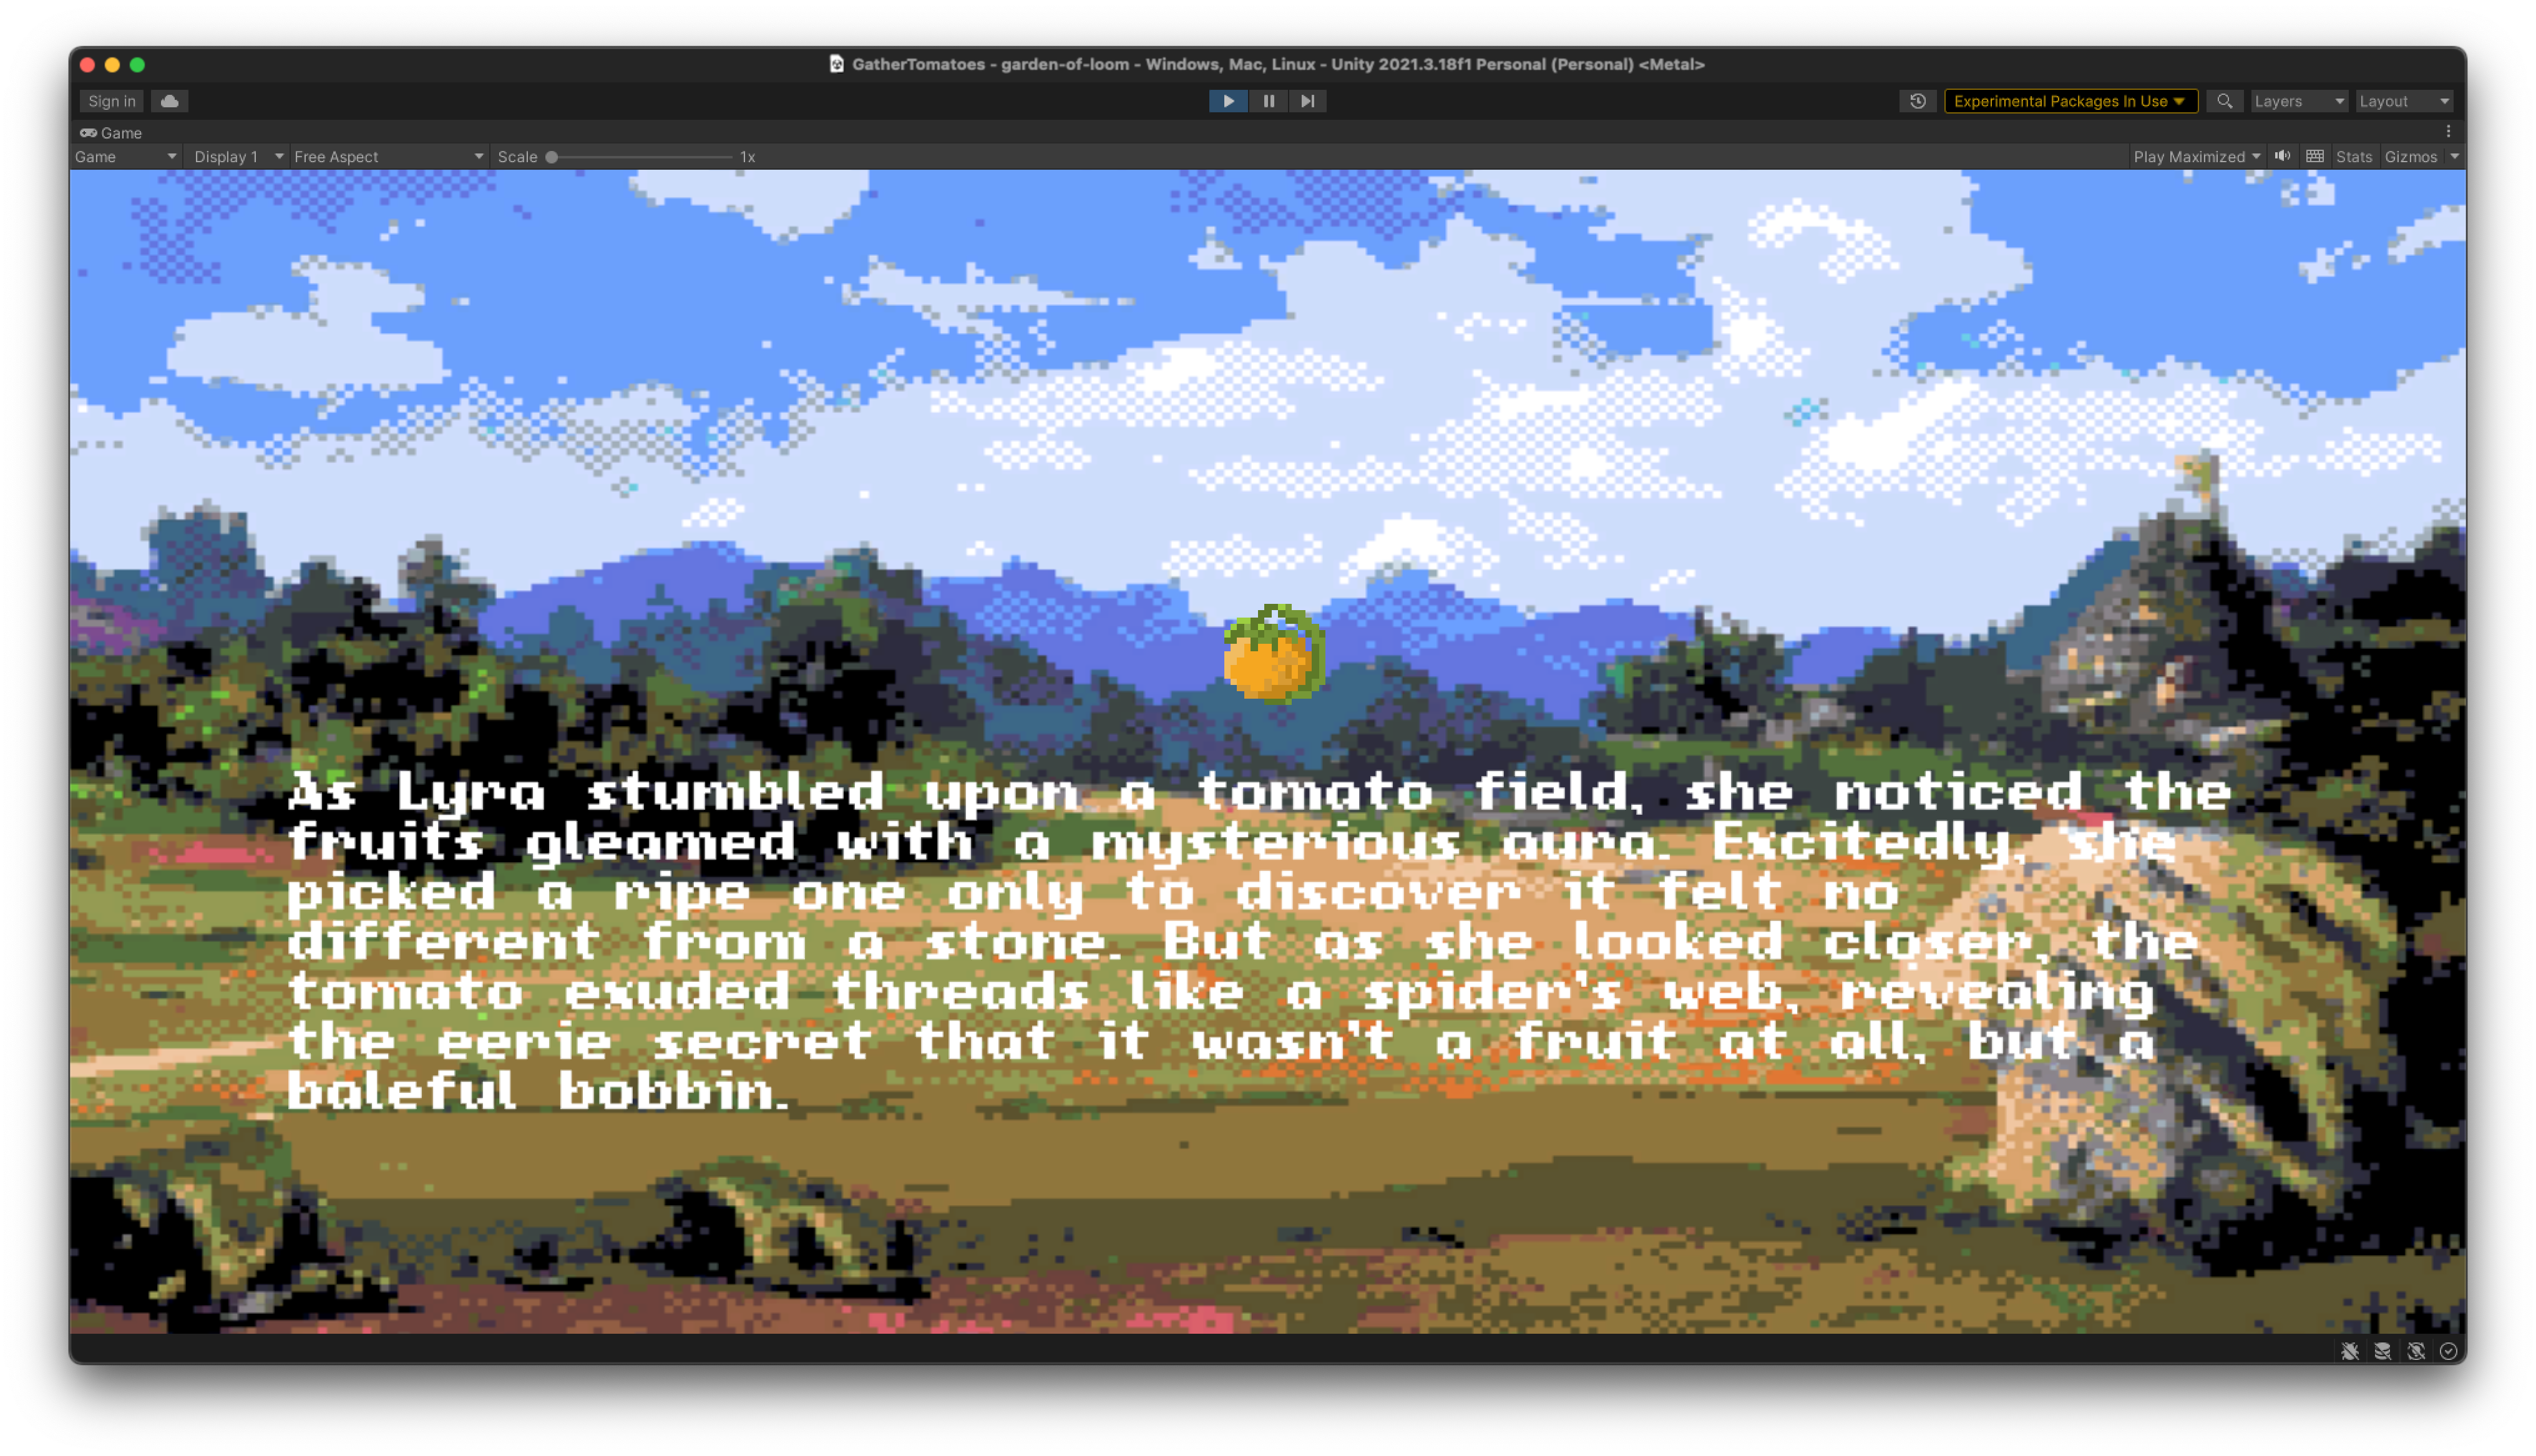 GatherTomatoes - garden-of-loom - Windows, Mac, Linux - Unity 2021.3.18f1 Personal (Personal) <Metal>
Sign in Experimental Packages In Use Layers Layout
Game
Game Display 1 Free Aspect Scale 1x Play Maximized Stats Gizmos
As Lyra stumbled upon a tomato field, she noticed the
fruits gleamed with a mysterious aura. Excitedly, she
picked a ripe one only to discover it felt no
different from a stone. But as she looked closer, the
tomato exuded threads like a spider's web, revealing
the eerie secret that it wasn't a fruit at all, but a
baleful bobbin.